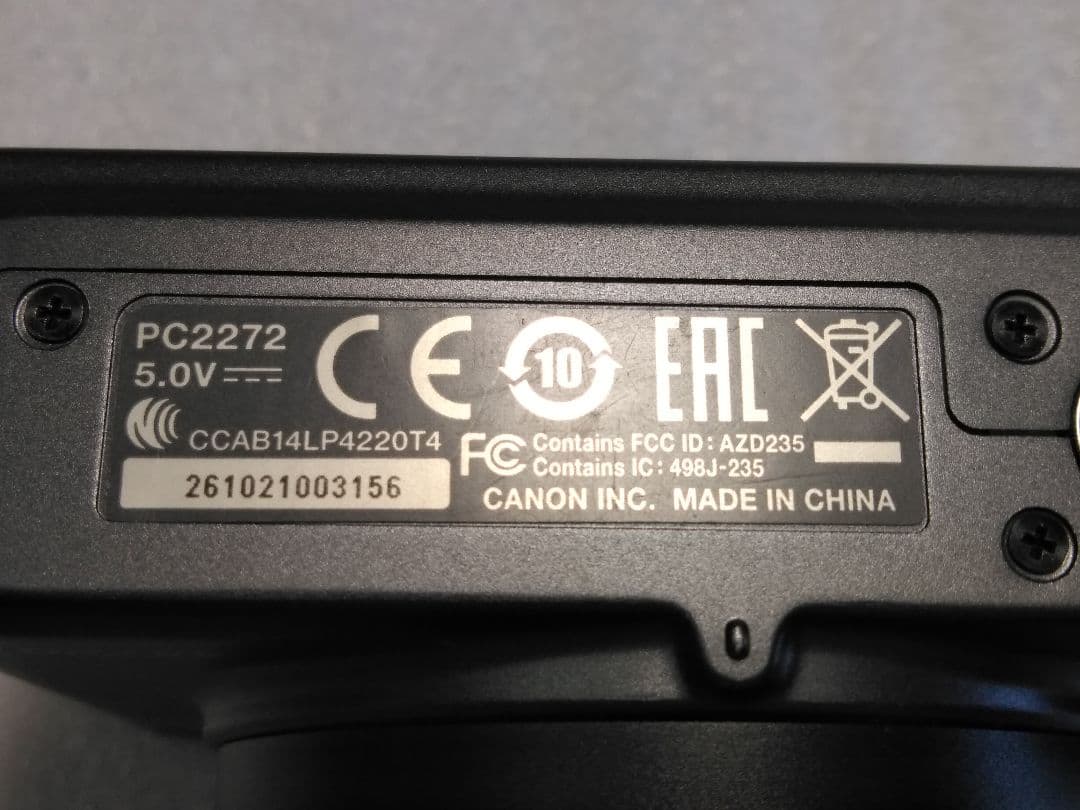 PC2272
5.0V
CE
10
EAC
CCAB14LP4220T4
FC Contains FCC ID: AZD235
Contains IC: 498J-235
261021003156
CANON INC. MADE IN CHINA